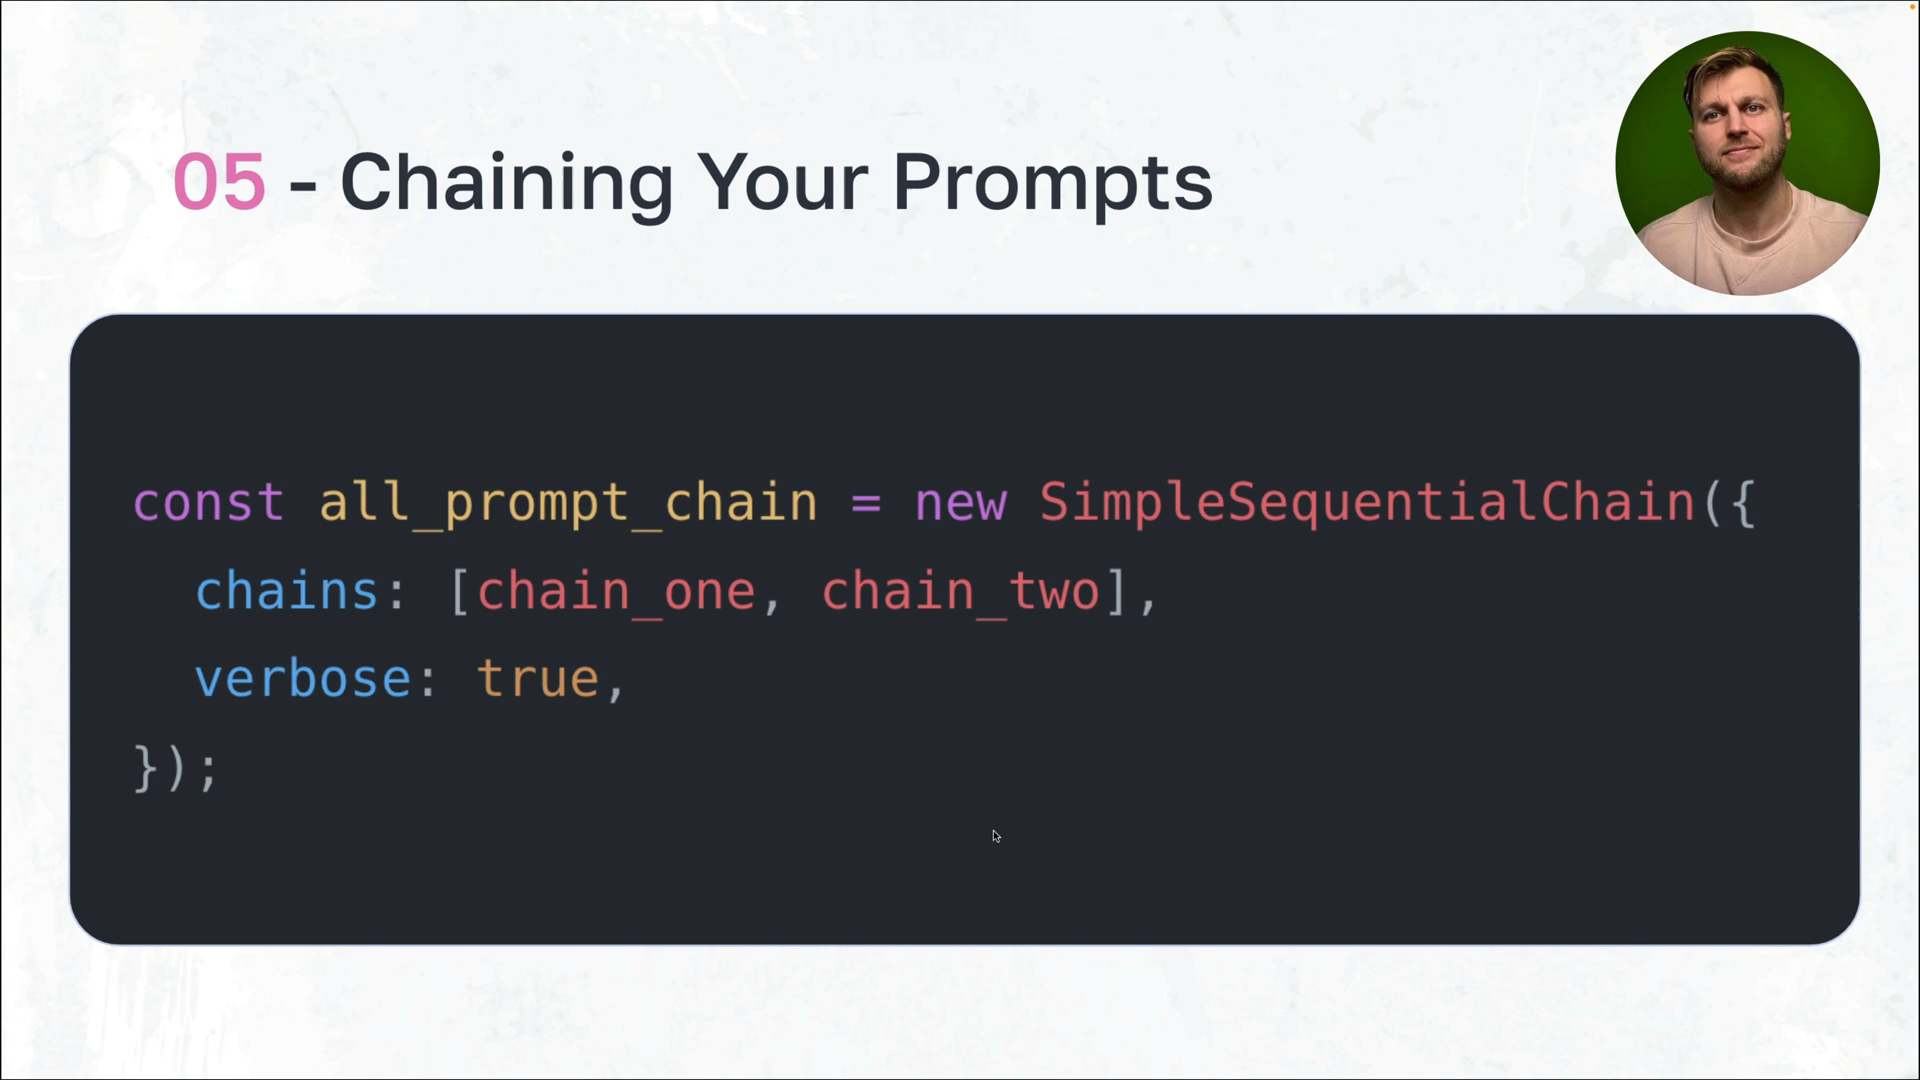 05 - Chaining Your Prompts
const all_prompt_chain = new SimpleSequentialChain({
  chains: [chain_one, chain_two],
  verbose: true,
});